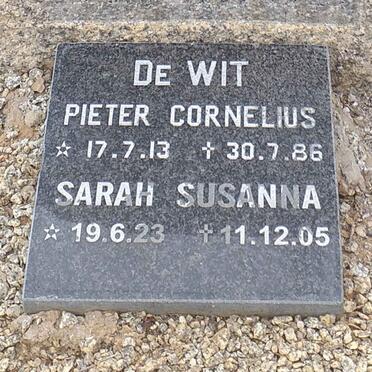 DE WIT
PIETER CORNELIUS
☆ 17.7.13 ✝ 30.7.86
SARAH SUSANNA
☆ 19.6.23 ✝ 11.12.05